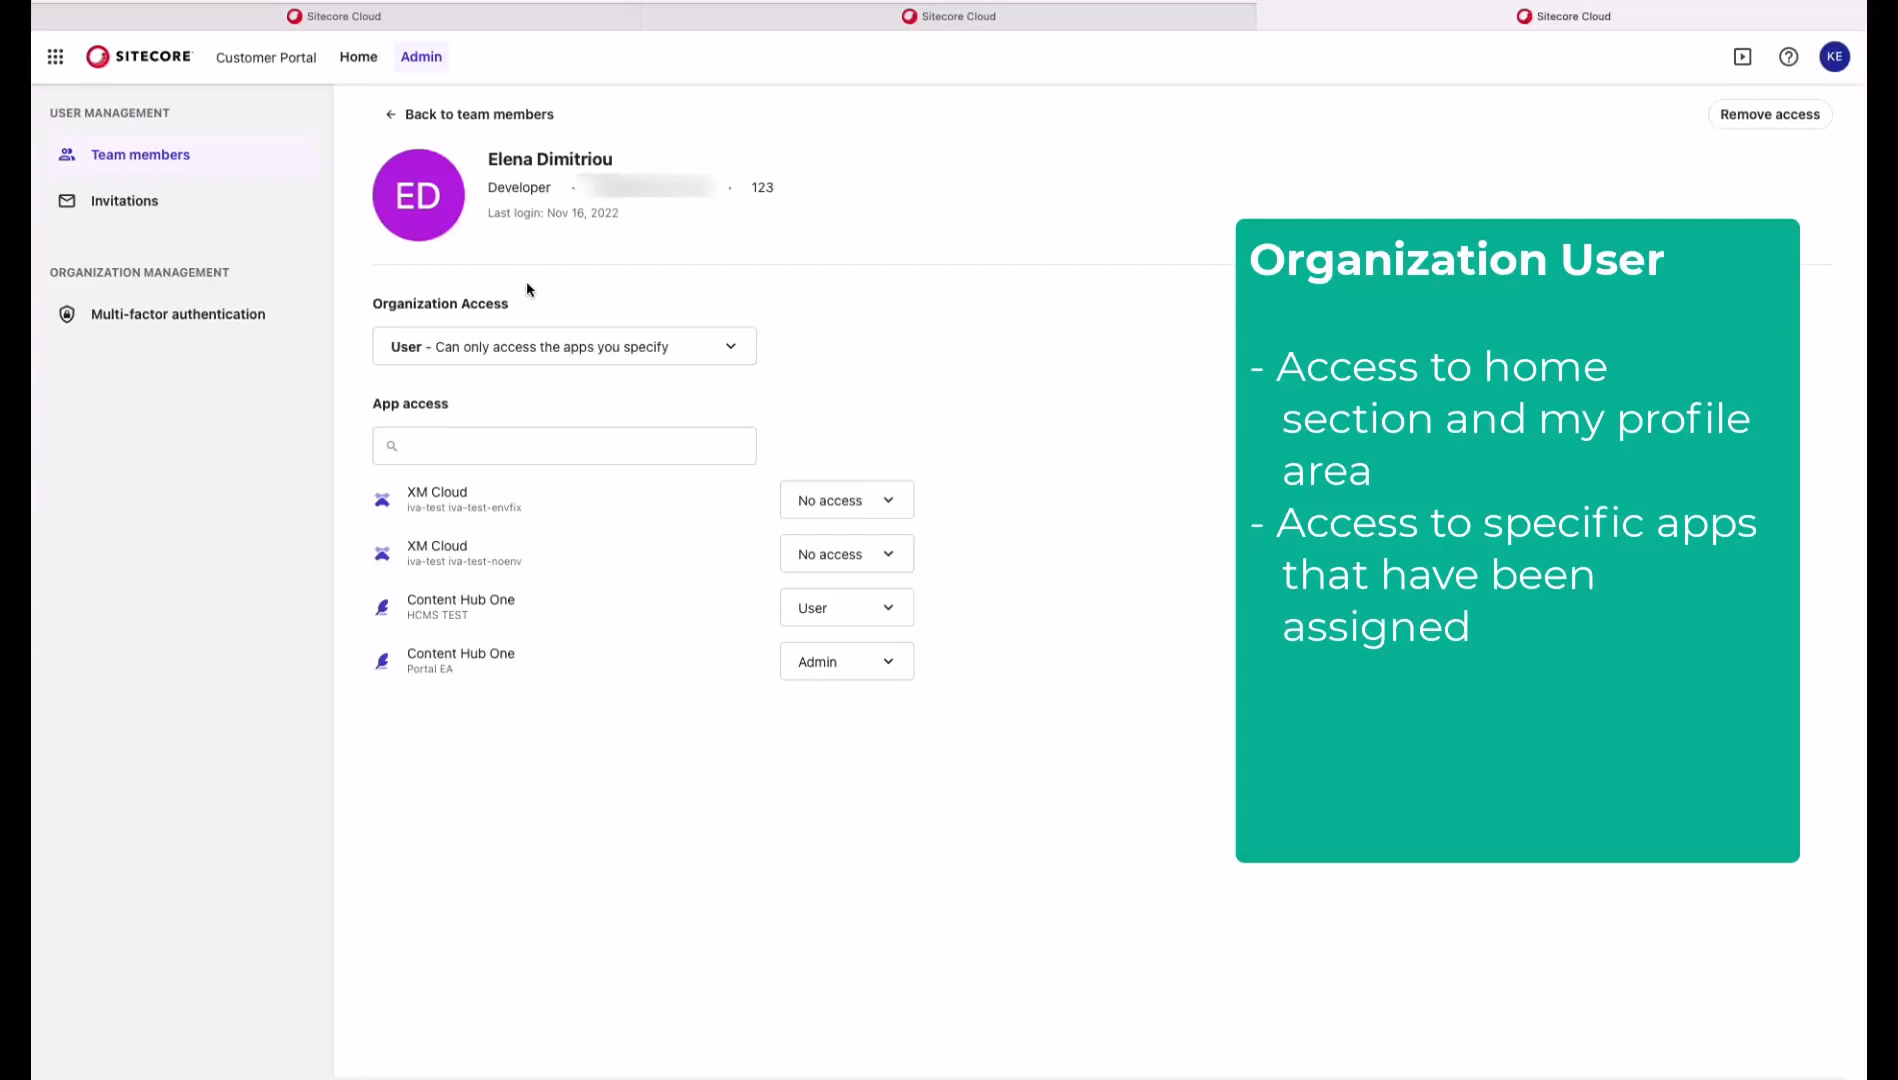 Sitecore Cloud
Sitecore Cloud
Sitecore Cloud
SITECORE
Customer Portal
Home
Admin
KE
USER MANAGEMENT
Team members
Invitations
ORGANIZATION MANAGEMENT
Multi-factor authentication
Back to team members
Remove access
ED
Elena Dimitriou
Developer · · 123
Last login: Nov 16, 2022
Organization Access
User - Can only access the apps you specify
App access
XM Cloud
iva-test iva-test-envfix
No access
XM Cloud
iva-test iva-test-noenv
No access
Content Hub One
HCMS TEST
User
Content Hub One
Portal EA
Admin
Organization User
- Access to home
section and my profile
area
- Access to specific apps
that have been
assigned